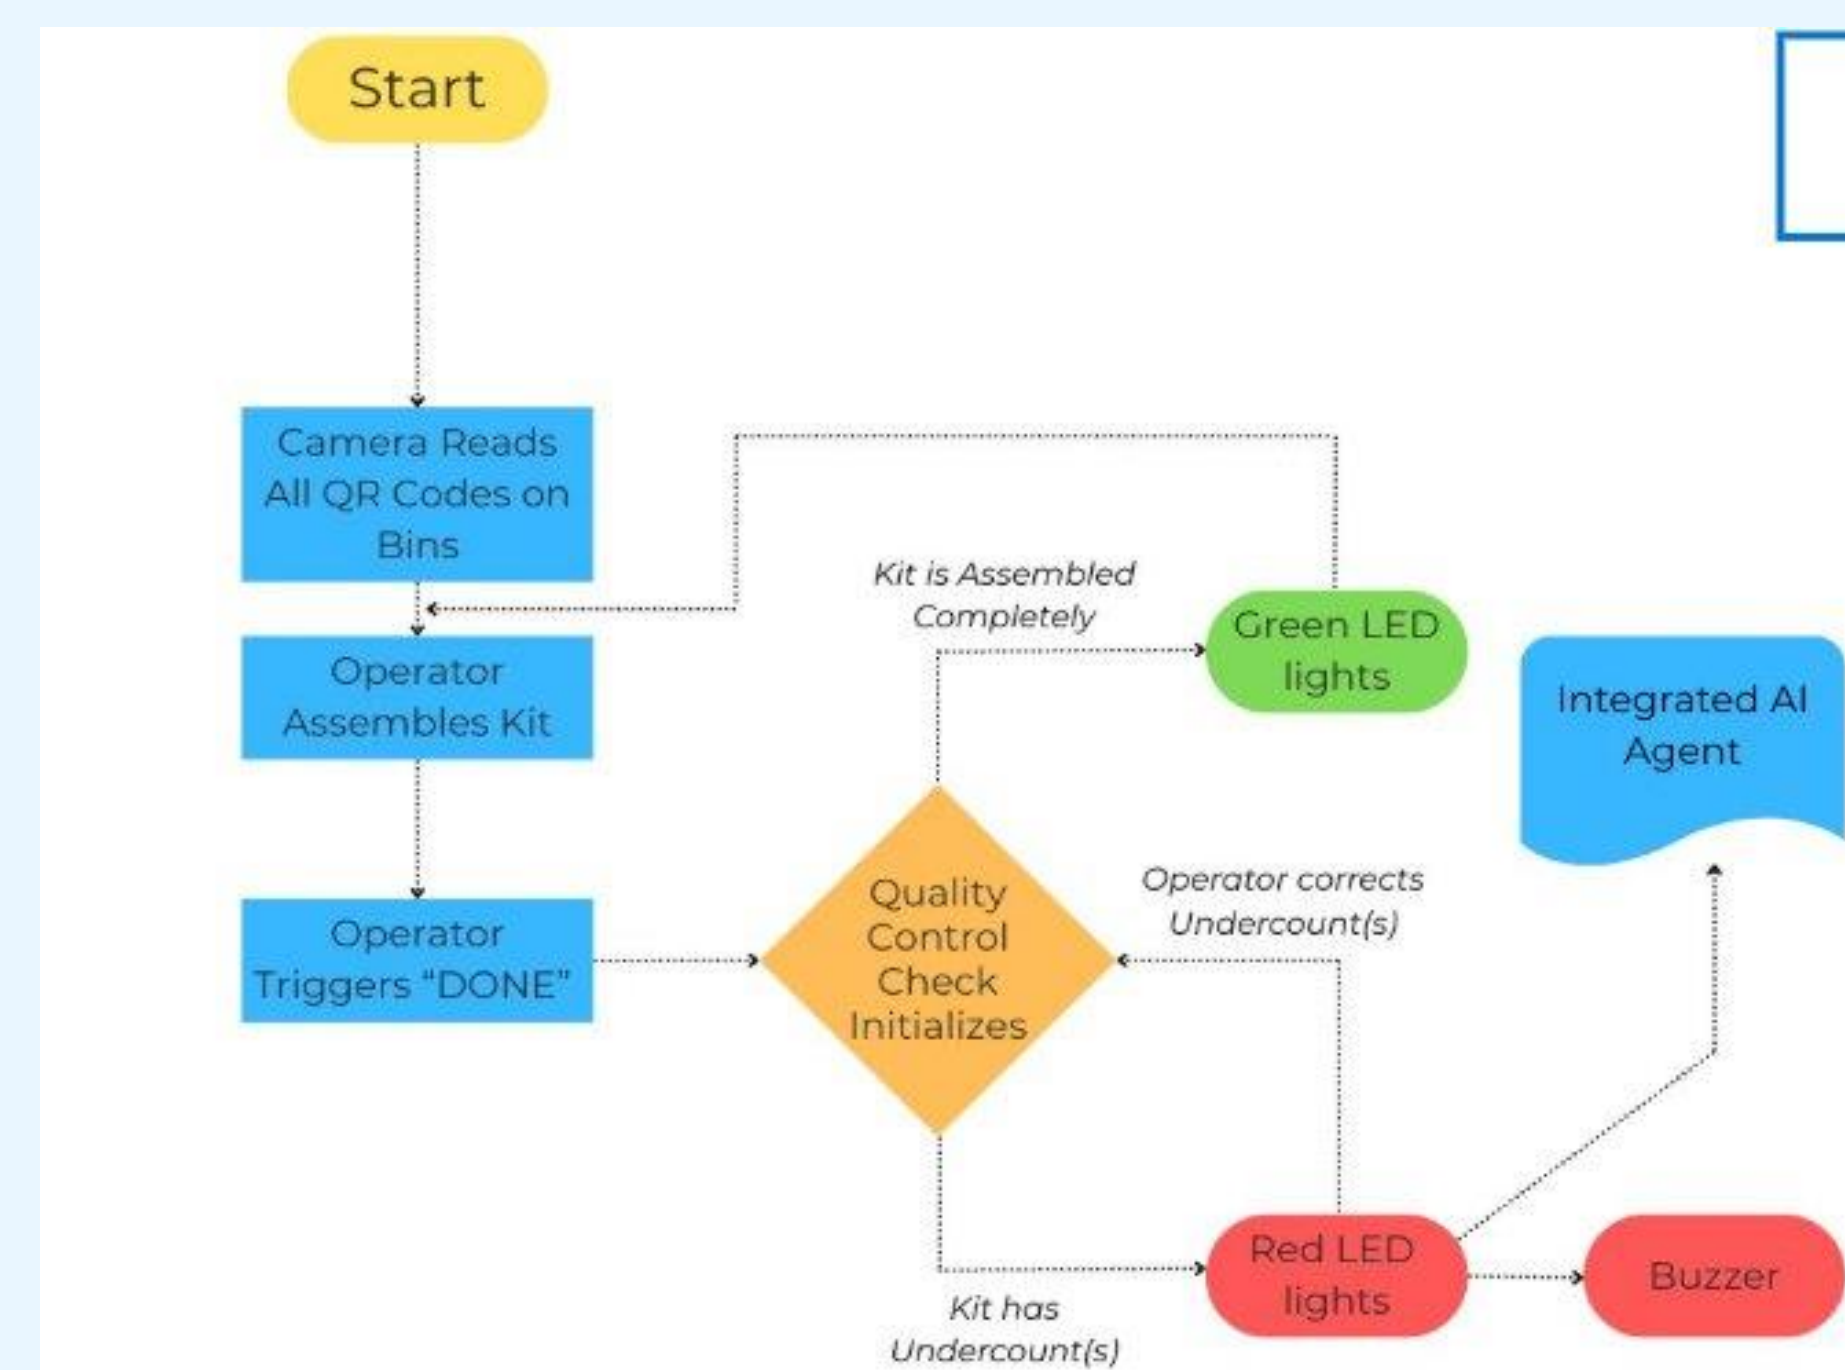 Start
Camera Reads
All QR Codes on
Bins
Operator
Assembles Kit
Operator
Triggers “DONE”
Quality
Control
Check
Initializes
Kit is Assembled
Completely
Green LED
lights
Operator corrects
Undercount(s)
Integrated AI
Agent
Kit has
Undercount(s)
Red LED
lights
Buzzer